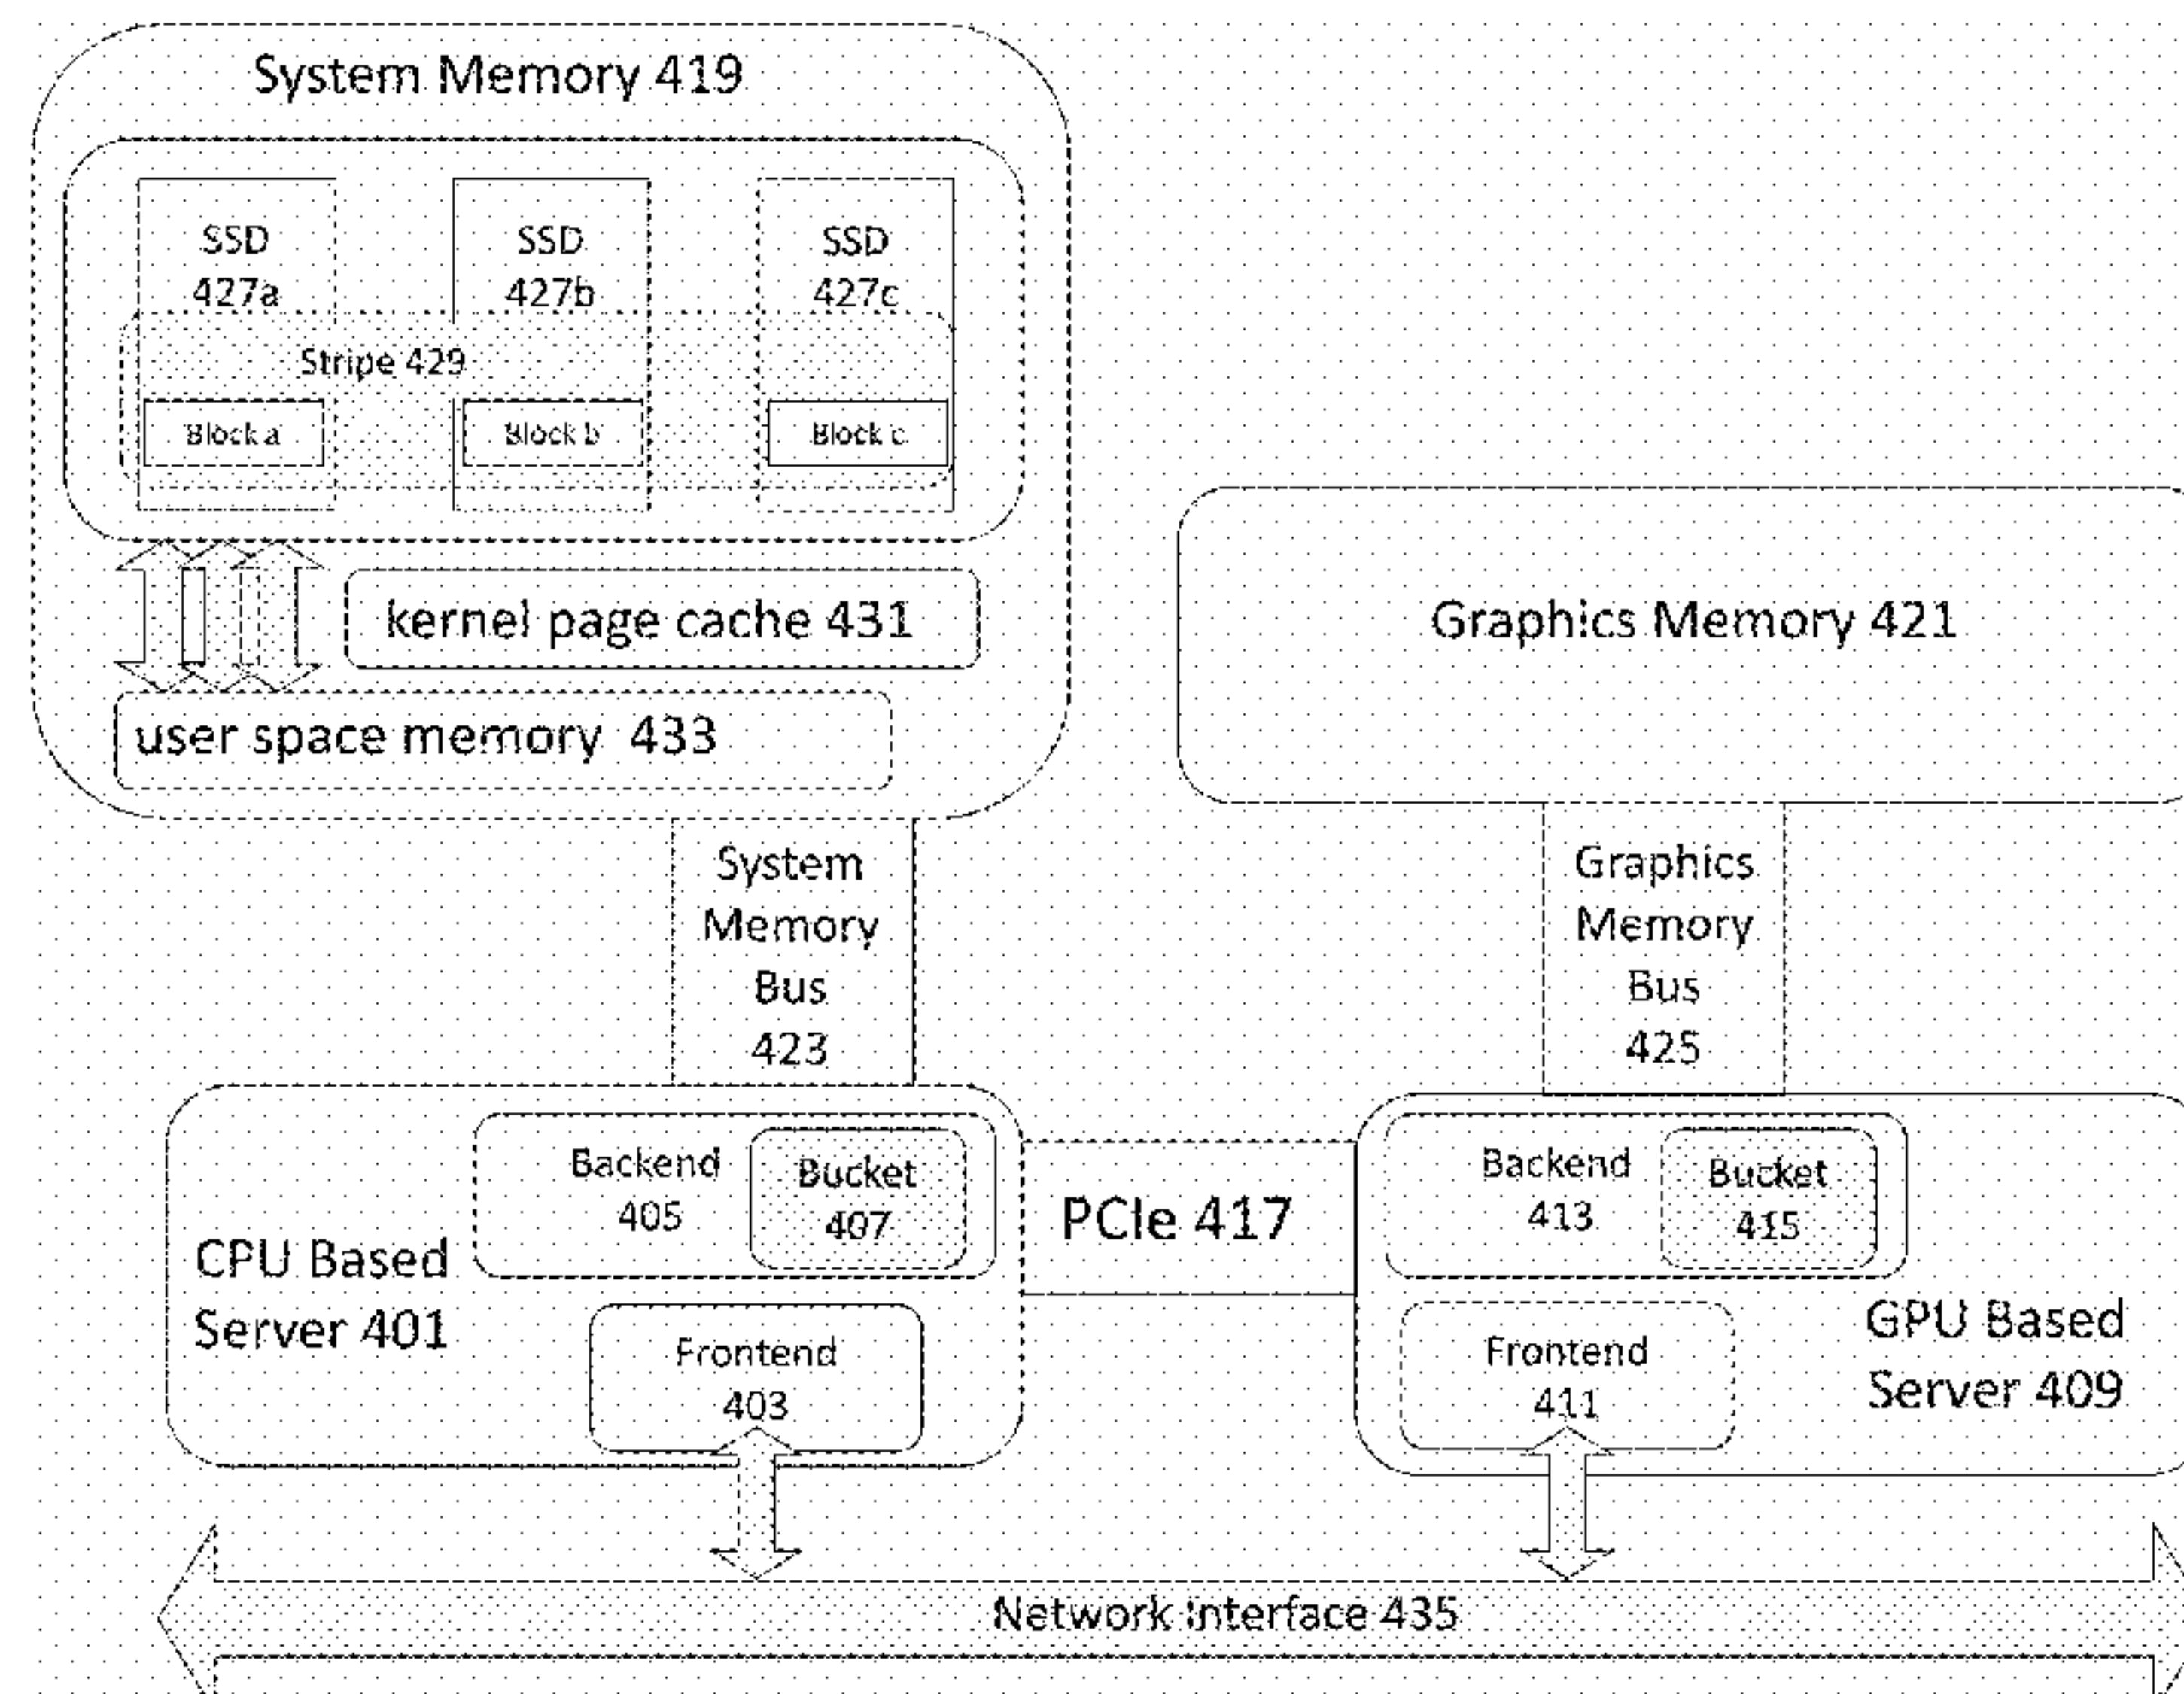 System Memory 419
SSD
427a
SSD
427b
SSD
427c
Stripe 429
Block a
Block b
Block c
kernel page cache 431
user space memory 433
Graphics Memory 421
System
Memory
Bus
423
Graphics
Memory
Bus
425
CPU Based
Server 401
Backend
405
Bucket
407
Frontend
403
PCIe 417
Backend
413
Bucket
415
Frontend
411
GPU Based
Server 409
Network Interface 435